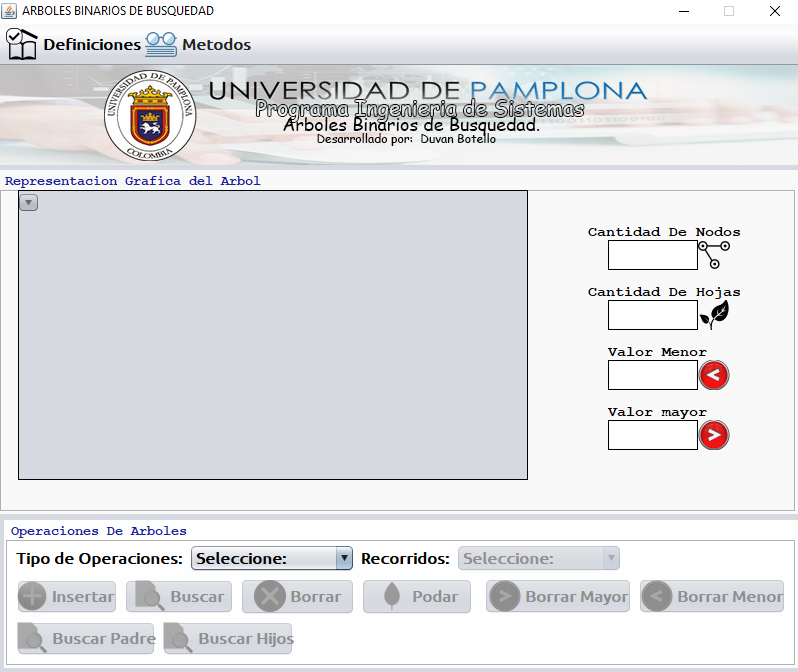 ARBOLES BINARIOS DE BUSQUEDAD
Definiciones Metodos
UNIVERSIDAD DE PAMPLONA
UNIVERSIDAD DE PAMPLONA
COLOMBIA
Programa Ingenieria de Sistemas
Arboles Binarios de Busquedad.
Desarrollado por: Duvan Botello
Representacion Grafica del Arbol
Cantidad De Nodos
Cantidad De Hojas
Valor Menor
<
Valor mayor
>
Operaciones De Arboles
Tipo de Operaciones: Seleccione: Recorridos: Seleccione:
Insertar Buscar Borrar Podar > Borrar Mayor < Borrar Menor
Buscar Padre Buscar Hijos